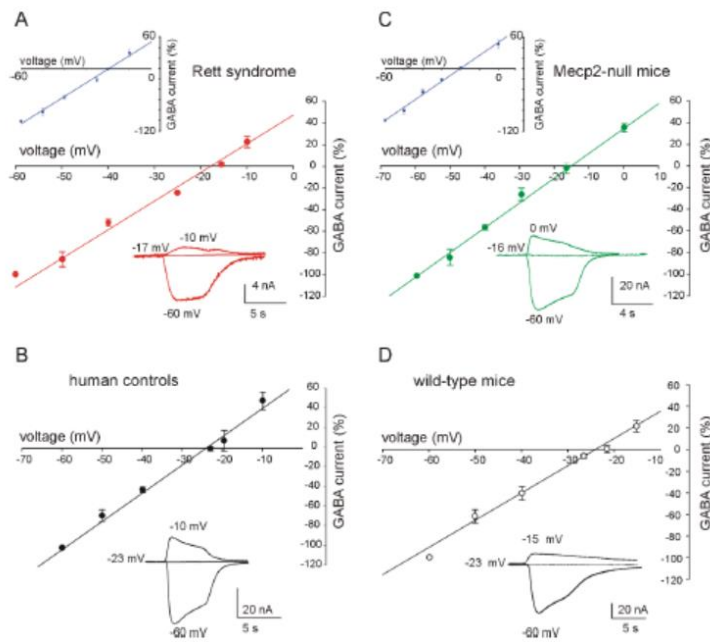 A
voltage (mV)
-60
0
60
-120
GABA current (%)
Rett syndrome
voltage (mV)
-60 -50 -40 -30 -20 -10 0
60
40
20
0
-20
-40
-60
-80
-100
-120
GABA current (%)
-17 mV
-10 mV
-60 mV
4 nA
5 s
C
voltage (mV)
-60
0
60
-120
GABA current (%)
Mecp2-null mice
voltage (mV)
-70 -60 -50 -40 -30 -20 -10 0 10
60
40
20
0
-20
-40
-60
-80
-100
-120
GABA current (%)
-16 mV
0 mV
-60 mV
20 nA
4 s
B
human controls
voltage (mV)
-70 -60 -50 -40 -30 -20 -10
60
40
20
0
-20
-40
-60
-80
-100
-120
GABA current (%)
-10 mV
-23 mV
-60 mV
20 nA
5 s
D
wild-type mice
voltage (mV)
-70 -60 -50 -40 -30 -20 -10
60
40
20
0
-20
-40
-60
-80
-100
-120
GABA current (%)
-15 mV
-23 mV
-60 mV
20 nA
5 s